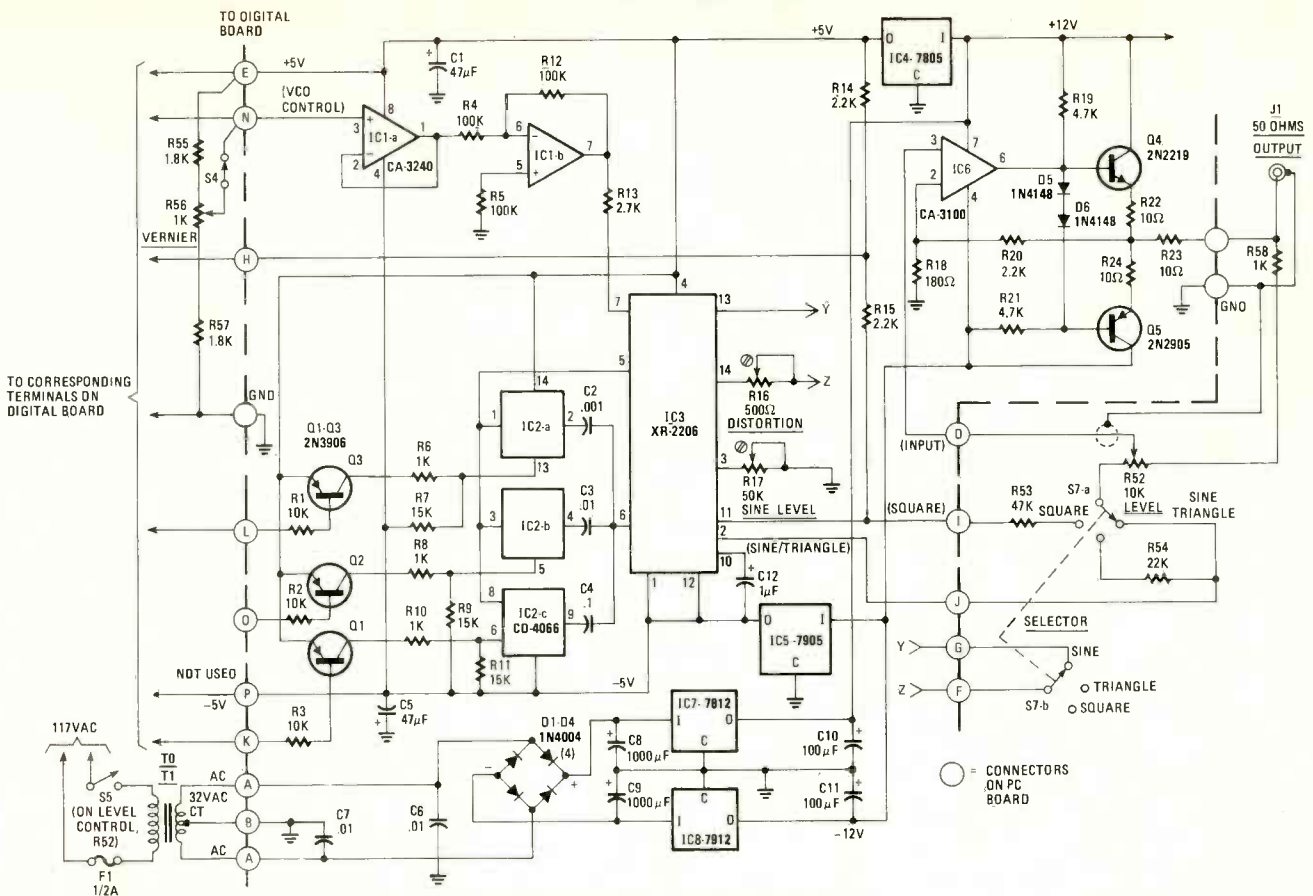 TO DIGITAL
BOARD
E
+5V
N
(VCO
CONTROL)
R55
1.8K
S4
R56
1K
VERNIER
H
R57
1.8K
TO CORRESPONDING
TERMINALS ON
DIGITAL BOARD
GND
C1
47µF
8
3
+
−
2
1
4
IC1-a
CA-3240
R4
100K
R12
100K
6
−
5
+
7
IC1-b
R5
100K
R13
2.7K
Q1-Q3
2N3906
Q3
R1
10K
L
Q2
R2
10K
O
Q1
NOT USED
P
−5V
R3
10K
K
R6
1K
R7
15K
R8
1K
R10
1K
R9
15K
R11
15K
14
1
IC2-a
2
13
C2
.001
3
IC2-b
4
5
C3
.01
8
IC2-c
CD-4066
9
6
C4
.1
C5
47µF
−5V
4
7
5
6
IC3
XR-2206
13
Y
14
R16
500Ω
DISTORTION
Z
3
R17
50K
SINE LEVEL
11
2
(SINE/TRIANGLE)
10
1
12
C12
1µF
O
I
IC5-7905
C
+5V
O
I
IC4-7805
C
+12V
R14
2.2K
R15
2.2K
R19
4.7K
3
2
7
6
4
IC6
CA-3100
D5
1N4148
D6
1N4148
Q4
2N2219
R22
10Ω
R20
2.2K
R18
180Ω
R24
10Ω
R23
10Ω
R21
4.7K
Q5
2N2905
J1
50 OHMS
OUTPUT
R58
1K
GND
D
(INPUT)
R52
10K
LEVEL
S7-a
(SQUARE)
I
R53
47K
SQUARE
SINE
TRIANGLE
R54
22K
J
SELECTOR
Y
G
SINE
Z
F
S7-b
TRIANGLE
SQUARE
= CONNECTORS
ON PC
BOARD
117VAC
S5
(ON LEVEL
CONTROL,
R52)
F1
1/2A
TO
T1
AC
A
32VAC
CT
B
AC
A
C7
.01
C6
.01
D1-D4
1N4004
(4)
−
+
C8
1000µF
C9
1000µF
I
IC7-7812
O
C
C
I
IC8-7912
O
C10
100µF
C11
100µF
−12V